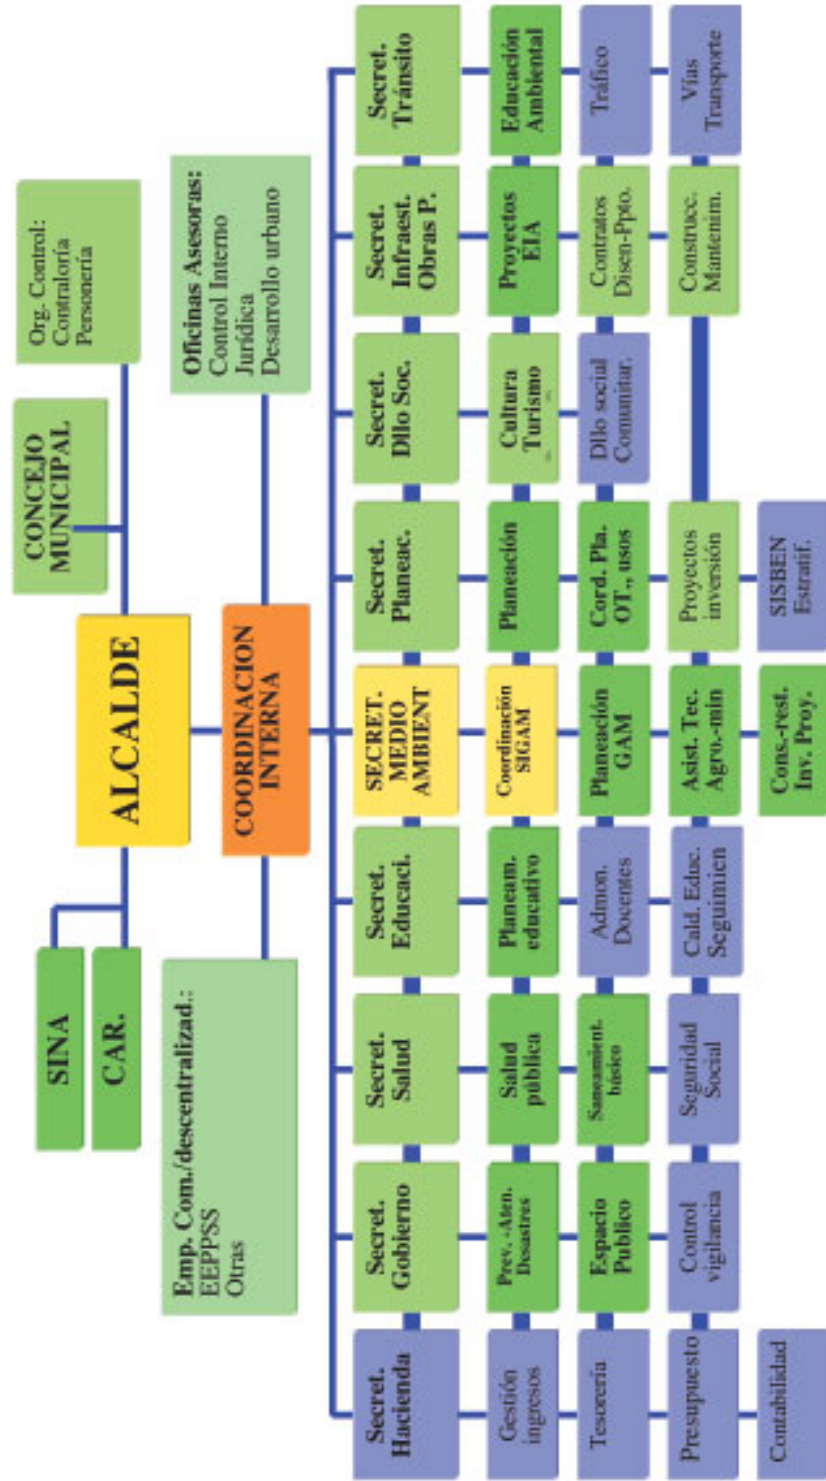 SINA
CAR.
ALCALDE
CONCEJO
MUNICIPAL
Org. Control:
Contraloría
Personería
Emp. Com./descentralizad.:
EEPPSS
Otras
COORDINACION
INTERNA
Oficinas Asesoras:
Control Interno
Jurídica
Desarrollo urbano
Secret.
Hacienda
Secret.
Gobierno
Secret.
Salud
Secret.
Educaci.
SECRET.
MEDIO
AMBIENT
Secret.
Planeac.
Secret.
Dllo Soc.
Secret.
Infraest.
Obras P.
Secret.
Tránsito
Gestión
ingresos
Prev. -Aten.
Desastres
Salud
pública
Planeam.
educativo
Coordinación
SIGAM
Planeación
Cultura
Turismo
Proyectos
EIA
Educación
Ambiental
Tesorería
Espacio
Publico
Saneamient.
básico
Admon.
Docentes
Planeación
GAM
Cord. Pla.
OT., usos
Dllo social
Comunitar.
Contratos
Disen-Ppto.
Tráfico
Presupuesto
Control
vigilancia
Seguridad
Social
Cald. Educ.
Seguimien
Asist. Tec.
Agro.-min
Proyectos
inversión
Construcc.
Mantenim.
Vías
Transporte
Contabilidad
Cons.-rest.
Inv. Proy.
SISBEN
Estratif.